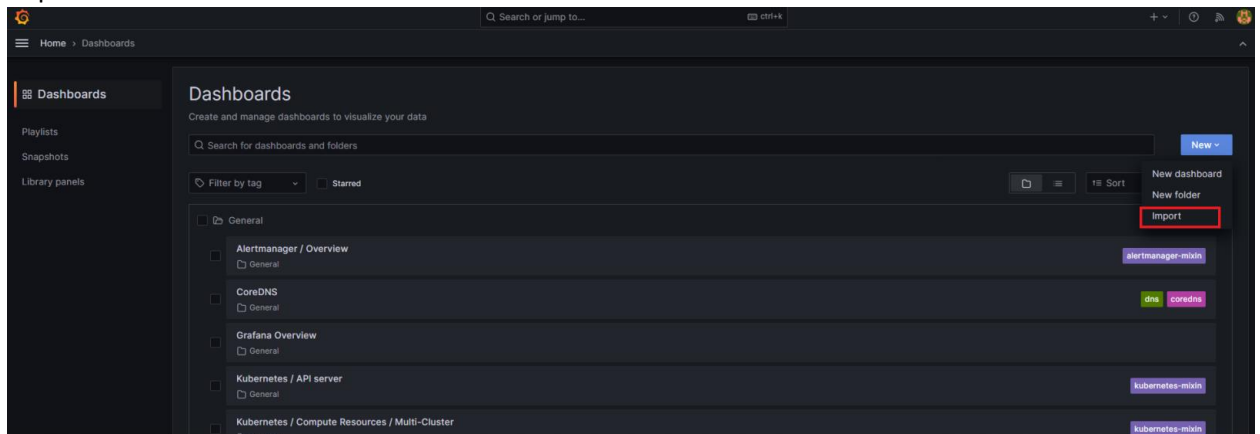 Search or jump to... ctrl+k
Home › Dashboards
Dashboards
Playlists
Snapshots
Library panels
Dashboards
Create and manage dashboards to visualize your data
Search for dashboards and folders
New
Filter by tag
Starred
Sort
New dashboard
New folder
Import
General
Alertmanager / Overview
General
alertmanager-mixin
CoreDNS
General
dns coredns
Grafana Overview
General
Kubernetes / API server
General
kubernetes-mixin
Kubernetes / Compute Resources / Multi-Cluster
kubernetes-mixin